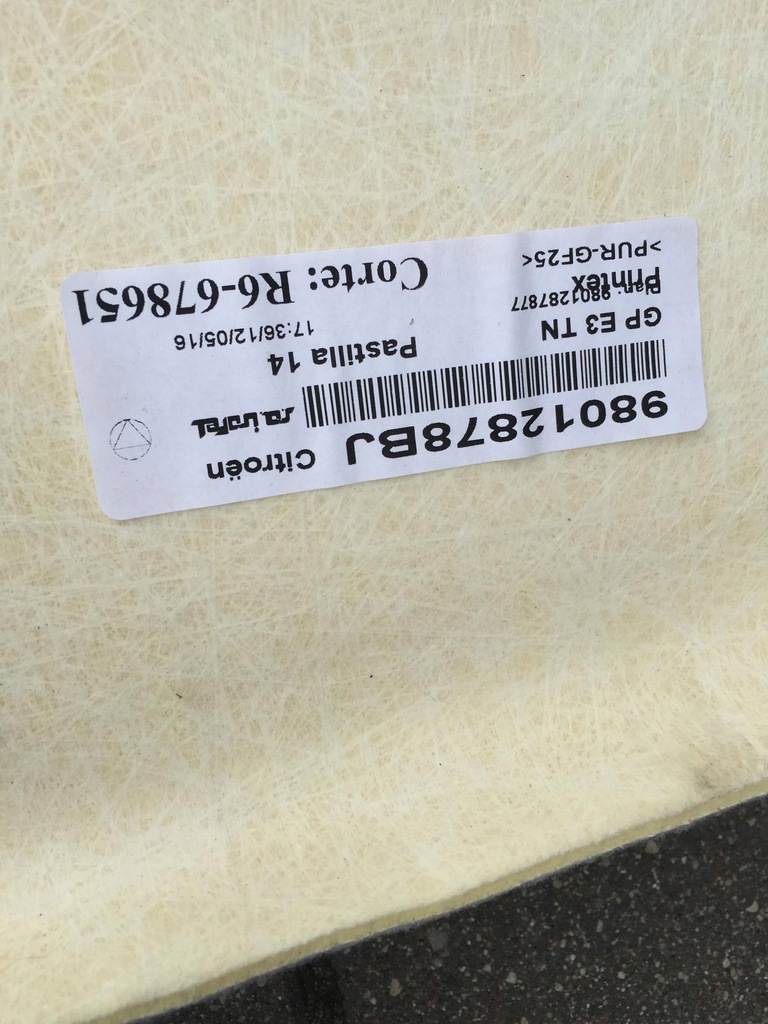 98012878BJ Citroën
GP E3 TN
Plan: 9801287877
Printex
>PUR-GF25<
Pastilla 14
17:36/12/05/16
Corte: R6-678651